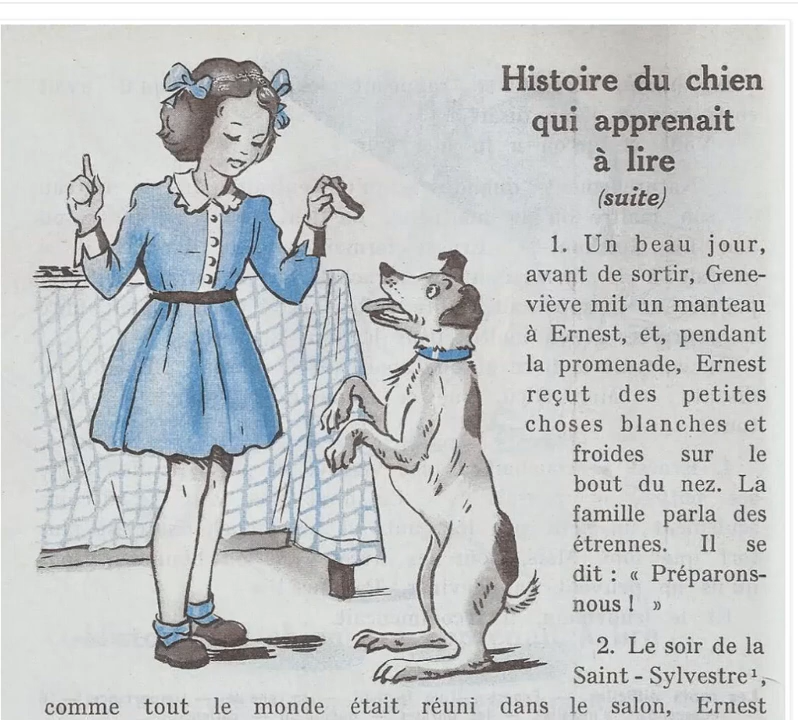 Histoire du chien
qui apprenait
à lire
(suite)
1. Un beau jour,
avant de sortir, Gene-
viève mit un manteau
à Ernest, et, pendant
la promenade, Ernest
reçut des petites
choses blanches et
froides sur le
bout du nez. La
famille parla des
étrennes. Il se
dit : « Préparons-
nous ! »
2. Le soir de la
Saint-Sylvestre¹,
comme tout le monde était réuni dans le salon, Ernest